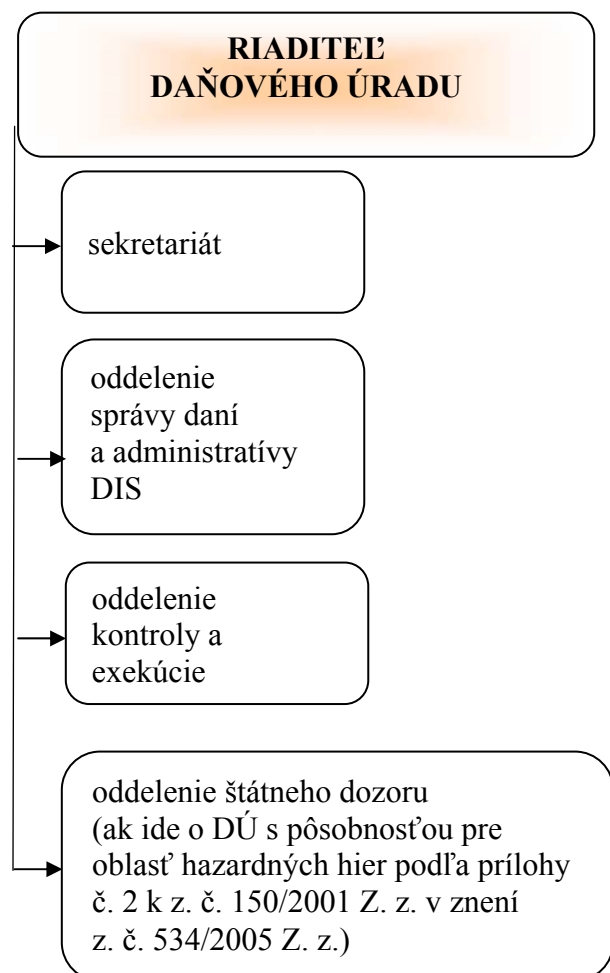 RIADITEĽ
DAŇOVÉHO ÚRADU
sekretariát
oddelenie
správy daní
a administratívy
DIS
oddelenie
kontroly a
exekúcie
oddelenie štátneho dozoru
(ak ide o DÚ s pôsobnosťou pre
oblasť hazardných hier podľa prílohy
č. 2 k z. č. 150/2001 Z. z. v znení
z. č. 534/2005 Z. z.)